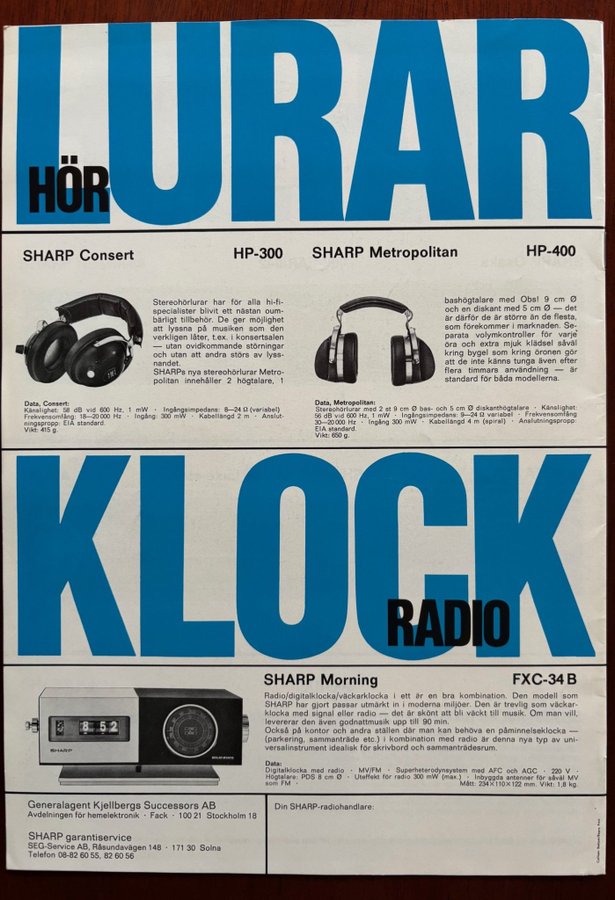 LURAR
HÖR
SHARP Consert HP-300
Stereohörlurar har för alla hi-fi-
specialister blivit ett nästan oum-
bärligt tillbehör. De ger möjlighet
att lyssna på musiken som den
verkligen låter, t.ex. i konsertsalen
— utan ovidkommande störningar
och utan att andra störs av lyss-
nandet.
SHARPs nya stereohörlurar Metro-
politan innehåller 2 högtalare, 1
Data, Consert:
Känslighet: 58 dB vid 600 Hz, 1 mW · Ingångsimpedans: 8—24 Ω (variabel)
Frekvensomfång: 18—20 000 Hz · Ingång: 300 mW · Kabellängd 2 m · Anslut-
ningspropp: EIA standard.
Vikt: 415 g.
SHARP Metropolitan HP-400
bashögtalare med Obs! 9 cm Ø
och en diskant med 5 cm Ø — det
är därför de är större än de flesta,
som förekommer i marknaden. Se-
parata volymkontroller för varje
öra och extra mjuk klädsel såväl
kring bygel som kring öronen gör
att de inte känns tunga även efter
flera timmars användning — är
standard för båda modellerna.
Data, Metropolitan:
Stereohörlurar med 2 st 9 cm Ø bas- och 5 cm Ø diskanthögtalare · Känslighet:
56 dB vid 600 Hz, 1 mW · Ingångsimpedans: 9—24 Ω variabel · Frekvensomfång
30—20 000 Hz · Ingång 300 mW · Kabellängd 4 m (spiral) · Anslutningspropp:
EIA standard.
Vikt: 650 g.
KLOCK
RADIO
8 52
SHARP
SHARP Morning FXC-34 B
Radio/digitalklocka/väckarklocka i ett är en bra kombination. Den modell som
SHARP har gjort passar utmärkt in i moderna miljöer. Den är trevlig som väckar-
klocka med signal eller radio — det är skönt att bli väckt till musik. Om man vill,
levererar den även godnattmusik upp till 90 min.
Också på kontor och andra ställen där man kan behöva en påminnelseklocka —
(parkering, sammanträde etc.) i kombination med radio är denna nya typ av uni-
versalinstrument idealisk för skrivbord och sammanträdesrum.
Data:
Digitalklocka med radio · MV/FM · Superheterodynsystem med AFC och AGC · 220 V ·
Högtalare: PDS 8 cm Ø · Uteffekt för radio 300 mW (max.) · Inbyggda antenner för såväl MV
som FM · Mått: 234×110×122 mm. Vikt: 1,8 kg.
Generalagent Kjellbergs Successors AB
Avdelningen för hemelektronik · Fack · 100 21 Stockholm 18
SHARP garantiservice
SEG-Service AB, Råsundavägen 148 · 171 30 Solna
Telefon 08-82 60 55, 82 60 56
Din SHARP-radiohandlare: